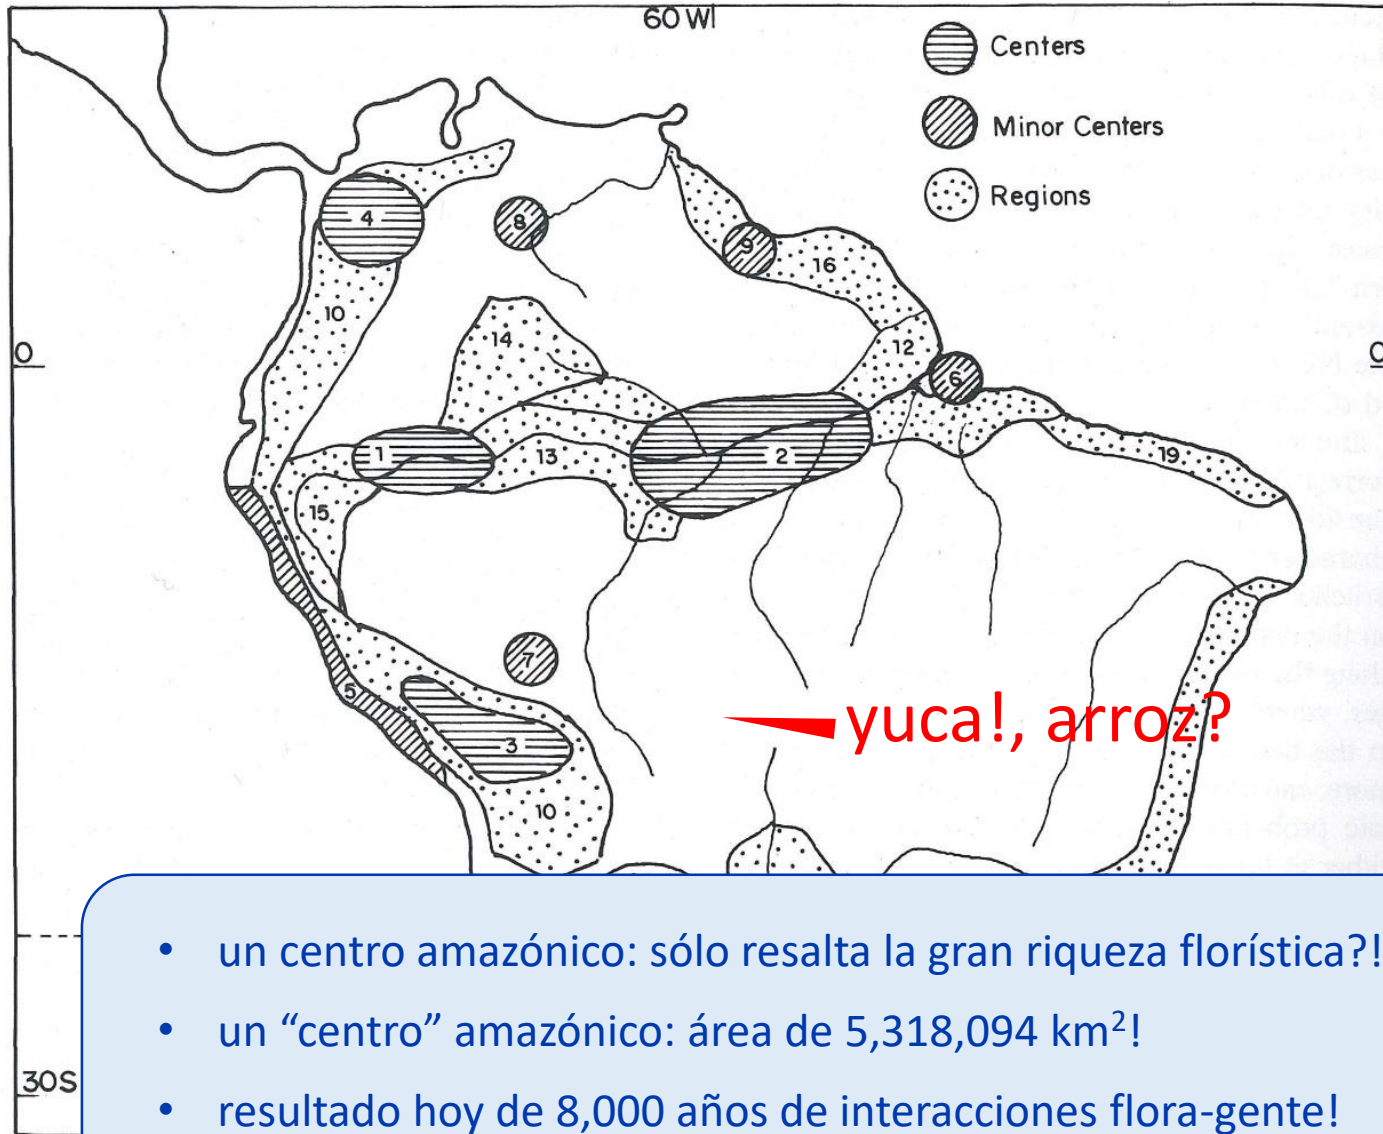 60 W
Centers
Minor Centers
Regions
4
8
9
16
10
14
12
0
0
6
1
13
2
19
15
7
5
yuca!, arroz?
3
10
• un centro amazónico: sólo resalta la gran riqueza florística?!
• un “centro” amazónico: área de 5,318,094 km²!
30S
• resultado hoy de 8,000 años de interacciones flora-gente!